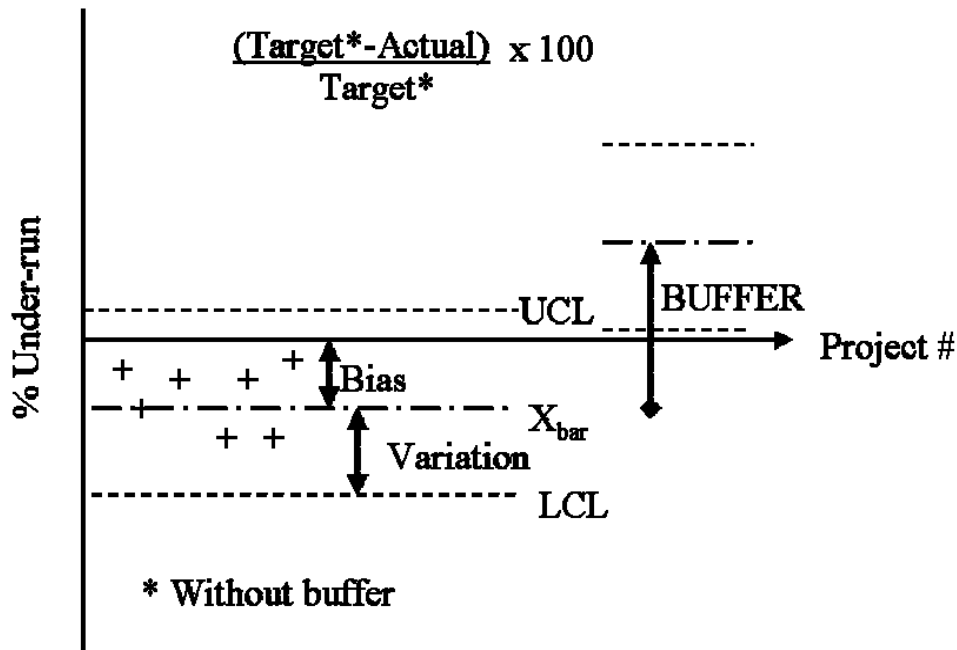 (Target*-Actual) x 100
Target*
% Under-run
UCL
BUFFER
Project #
Bias
Xbar
Variation
LCL
* Without buffer